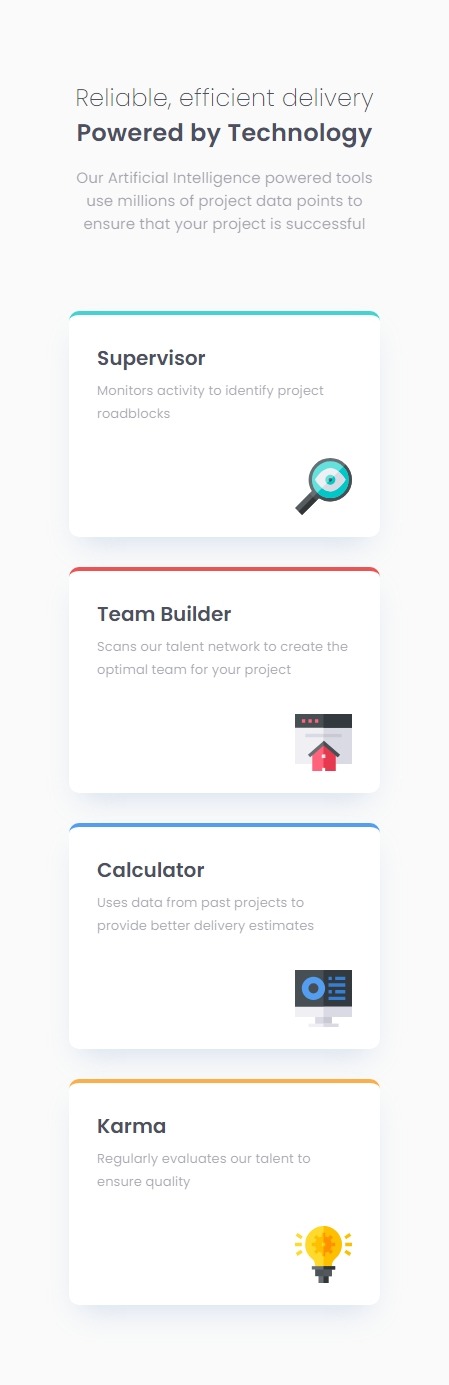 Reliable, efficient delivery
Powered by Technology
Our Artificial Intelligence powered tools
use millions of project data points to
ensure that your project is successful
Supervisor
Monitors activity to identify project
roadblocks
Team Builder
Scans our talent network to create the
optimal team for your project
Calculator
Uses data from past projects to
provide better delivery estimates
Karma
Regularly evaluates our talent to
ensure quality